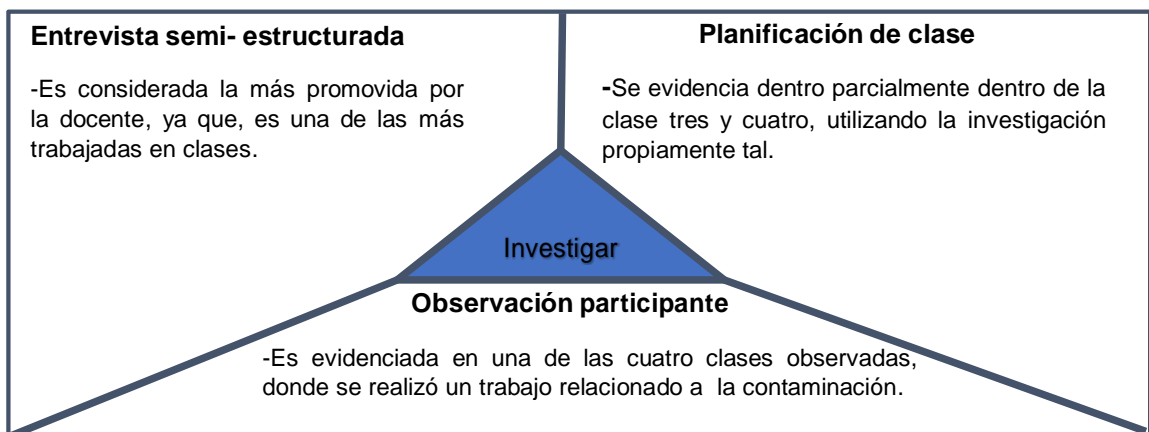 Entrevista semi- estructurada
-Es considerada la más promovida por
la docente, ya que, es una de las más
trabajadas en clases.
Planificación de clase
-Se evidencia dentro parcialmente dentro de la
clase tres y cuatro, utilizando la investigación
propiamente tal.
Investigar
Observación participante
-Es evidenciada en una de las cuatro clases observadas,
donde se realizó un trabajo relacionado a la contaminación.